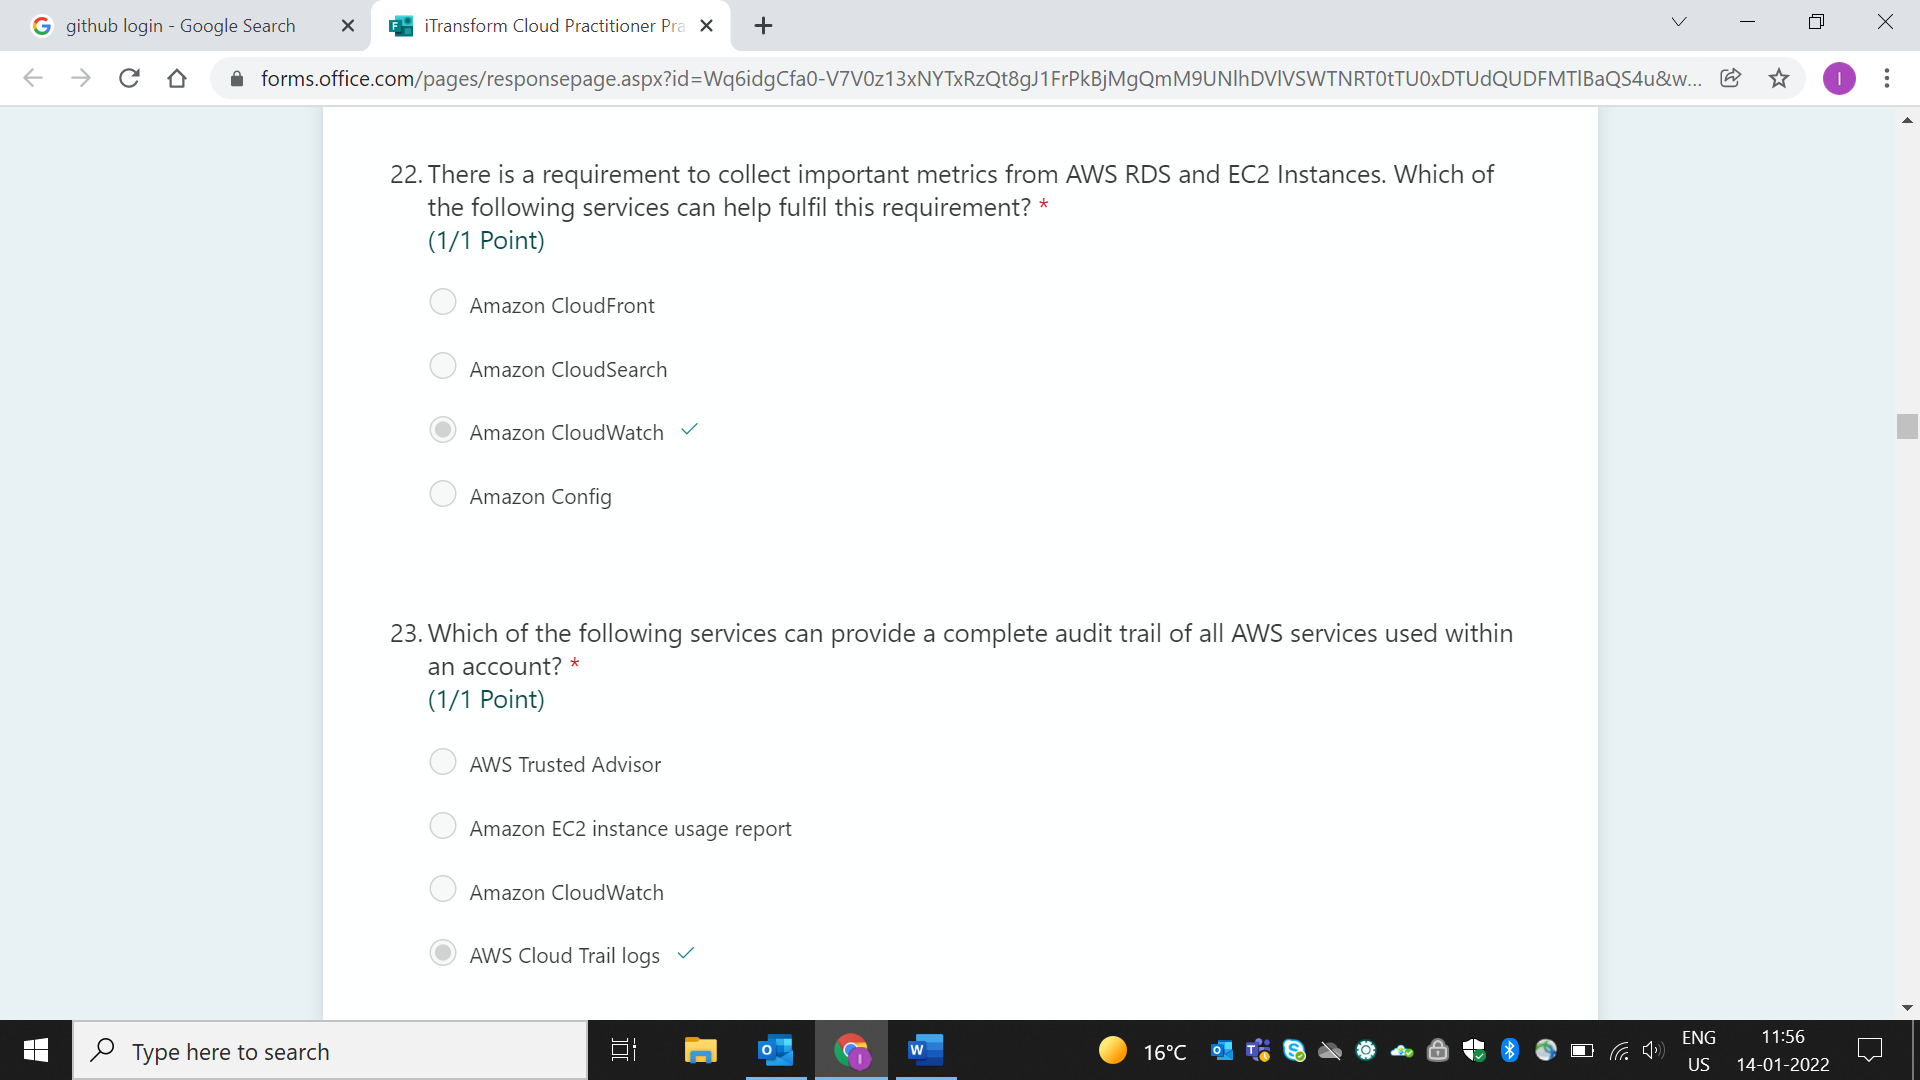 github login - Google Search
iTransform Cloud Practitioner Pra
forms.office.com/pages/responsepage.aspx?id=Wq6idgCfa0-V7V0z13xNYTxRzQt8gJ1FrPkBjMgQmM9UNlhDVlVSWTNRT0tTU0xDTUdQUDFMTlBaQS4u&w...
I
22. There is a requirement to collect important metrics from AWS RDS and EC2 Instances. Which of
the following services can help fulfil this requirement? *
(1/1 Point)
Amazon CloudFront
Amazon CloudSearch
Amazon CloudWatch
Amazon Config
23. Which of the following services can provide a complete audit trail of all AWS services used within
an account? *
(1/1 Point)
AWS Trusted Advisor
Amazon EC2 instance usage report
Amazon CloudWatch
AWS Cloud Trail logs
Type here to search
16°C
ENG
US
11:56
14-01-2022